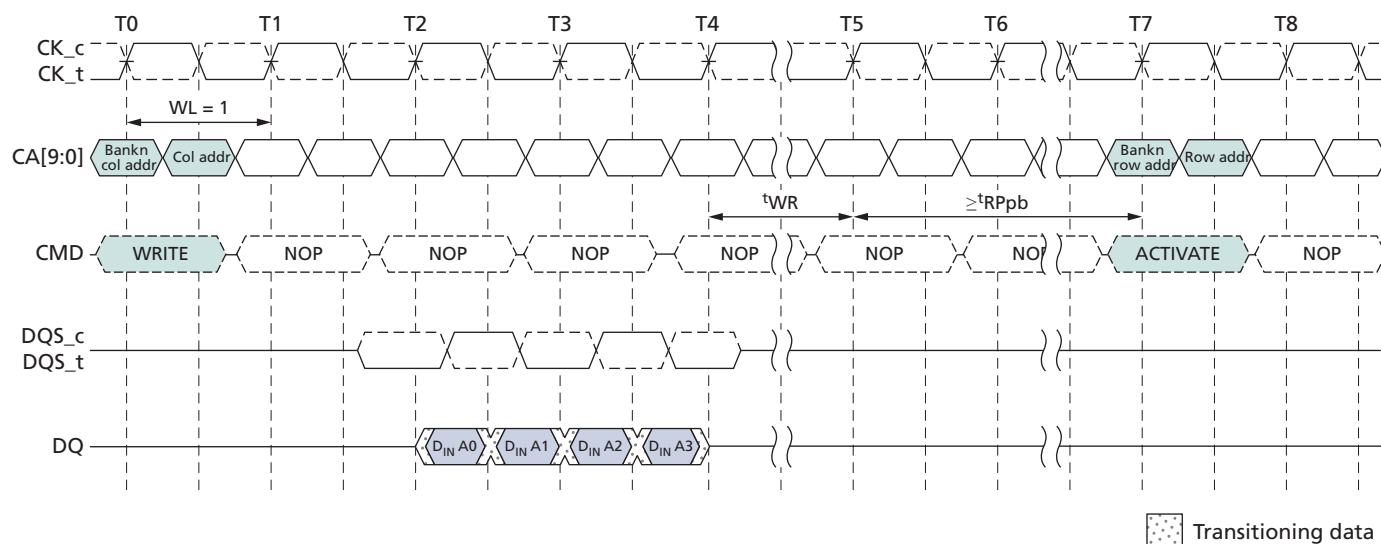 T0 T1 T2 T3 T4 T5 T6 T7 T8
CK_c
CK_t
WL = 1
CA[9:0] Bankn col addr Col addr Bankn row addr Row addr
tWR ≥tRPpb
CMD WRITE NOP NOP NOP NOP NOP NOP ACTIVATE NOP
DQS_c
DQS_t
DQ DIN A0 DIN A1 DIN A2 DIN A3
Transitioning data